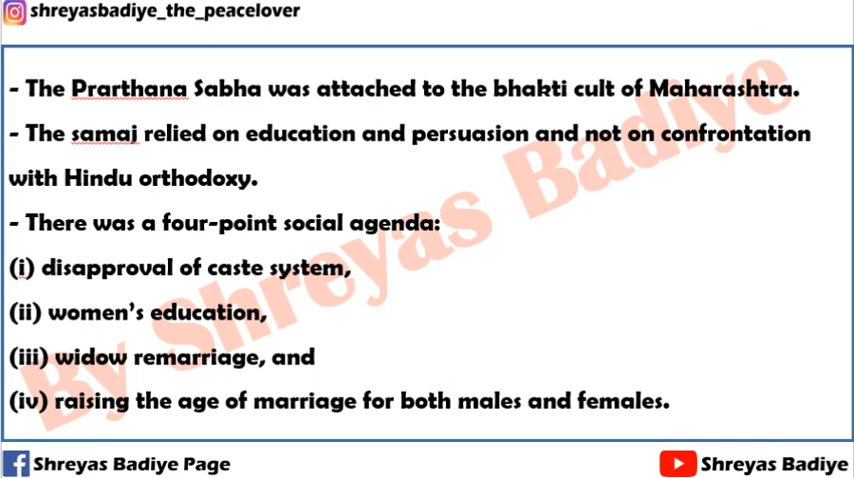 shreyasbadiye_the_peacelover
- The Prarthana Sabha was attached to the bhakti cult of Maharashtra.
- The samaj relied on education and persuasion and not on confrontation
with Hindu orthodoxy.
- There was a four-point social agenda:
(i) disapproval of caste system,
(ii) women’s education,
(iii) widow remarriage, and
(iv) raising the age of marriage for both males and females.
By Shreyas Badiye
Shreyas Badiye Page
Shreyas Badiye